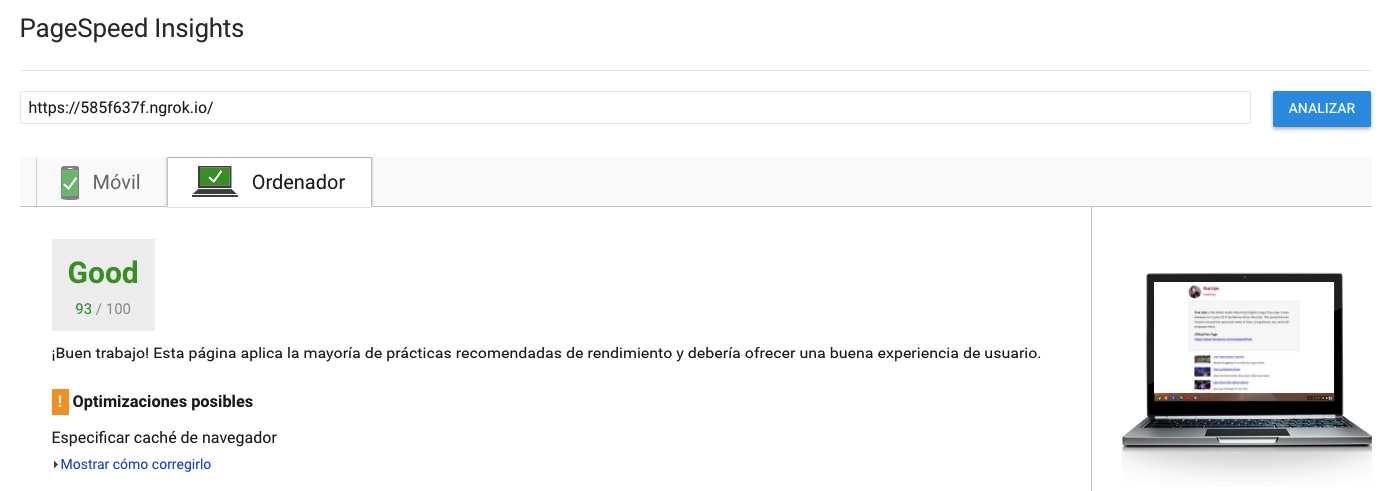 PageSpeed Insights
https://585f637f.ngrok.io/
ANALIZAR
Móvil
Ordenador
Good
93 / 100
¡Buen trabajo! Esta página aplica la mayoría de prácticas recomendadas de rendimiento y debería ofrecer una buena experiencia de usuario.
! Optimizaciones posibles
Especificar caché de navegador
Mostrar cómo corregirlo
Dua Lipa